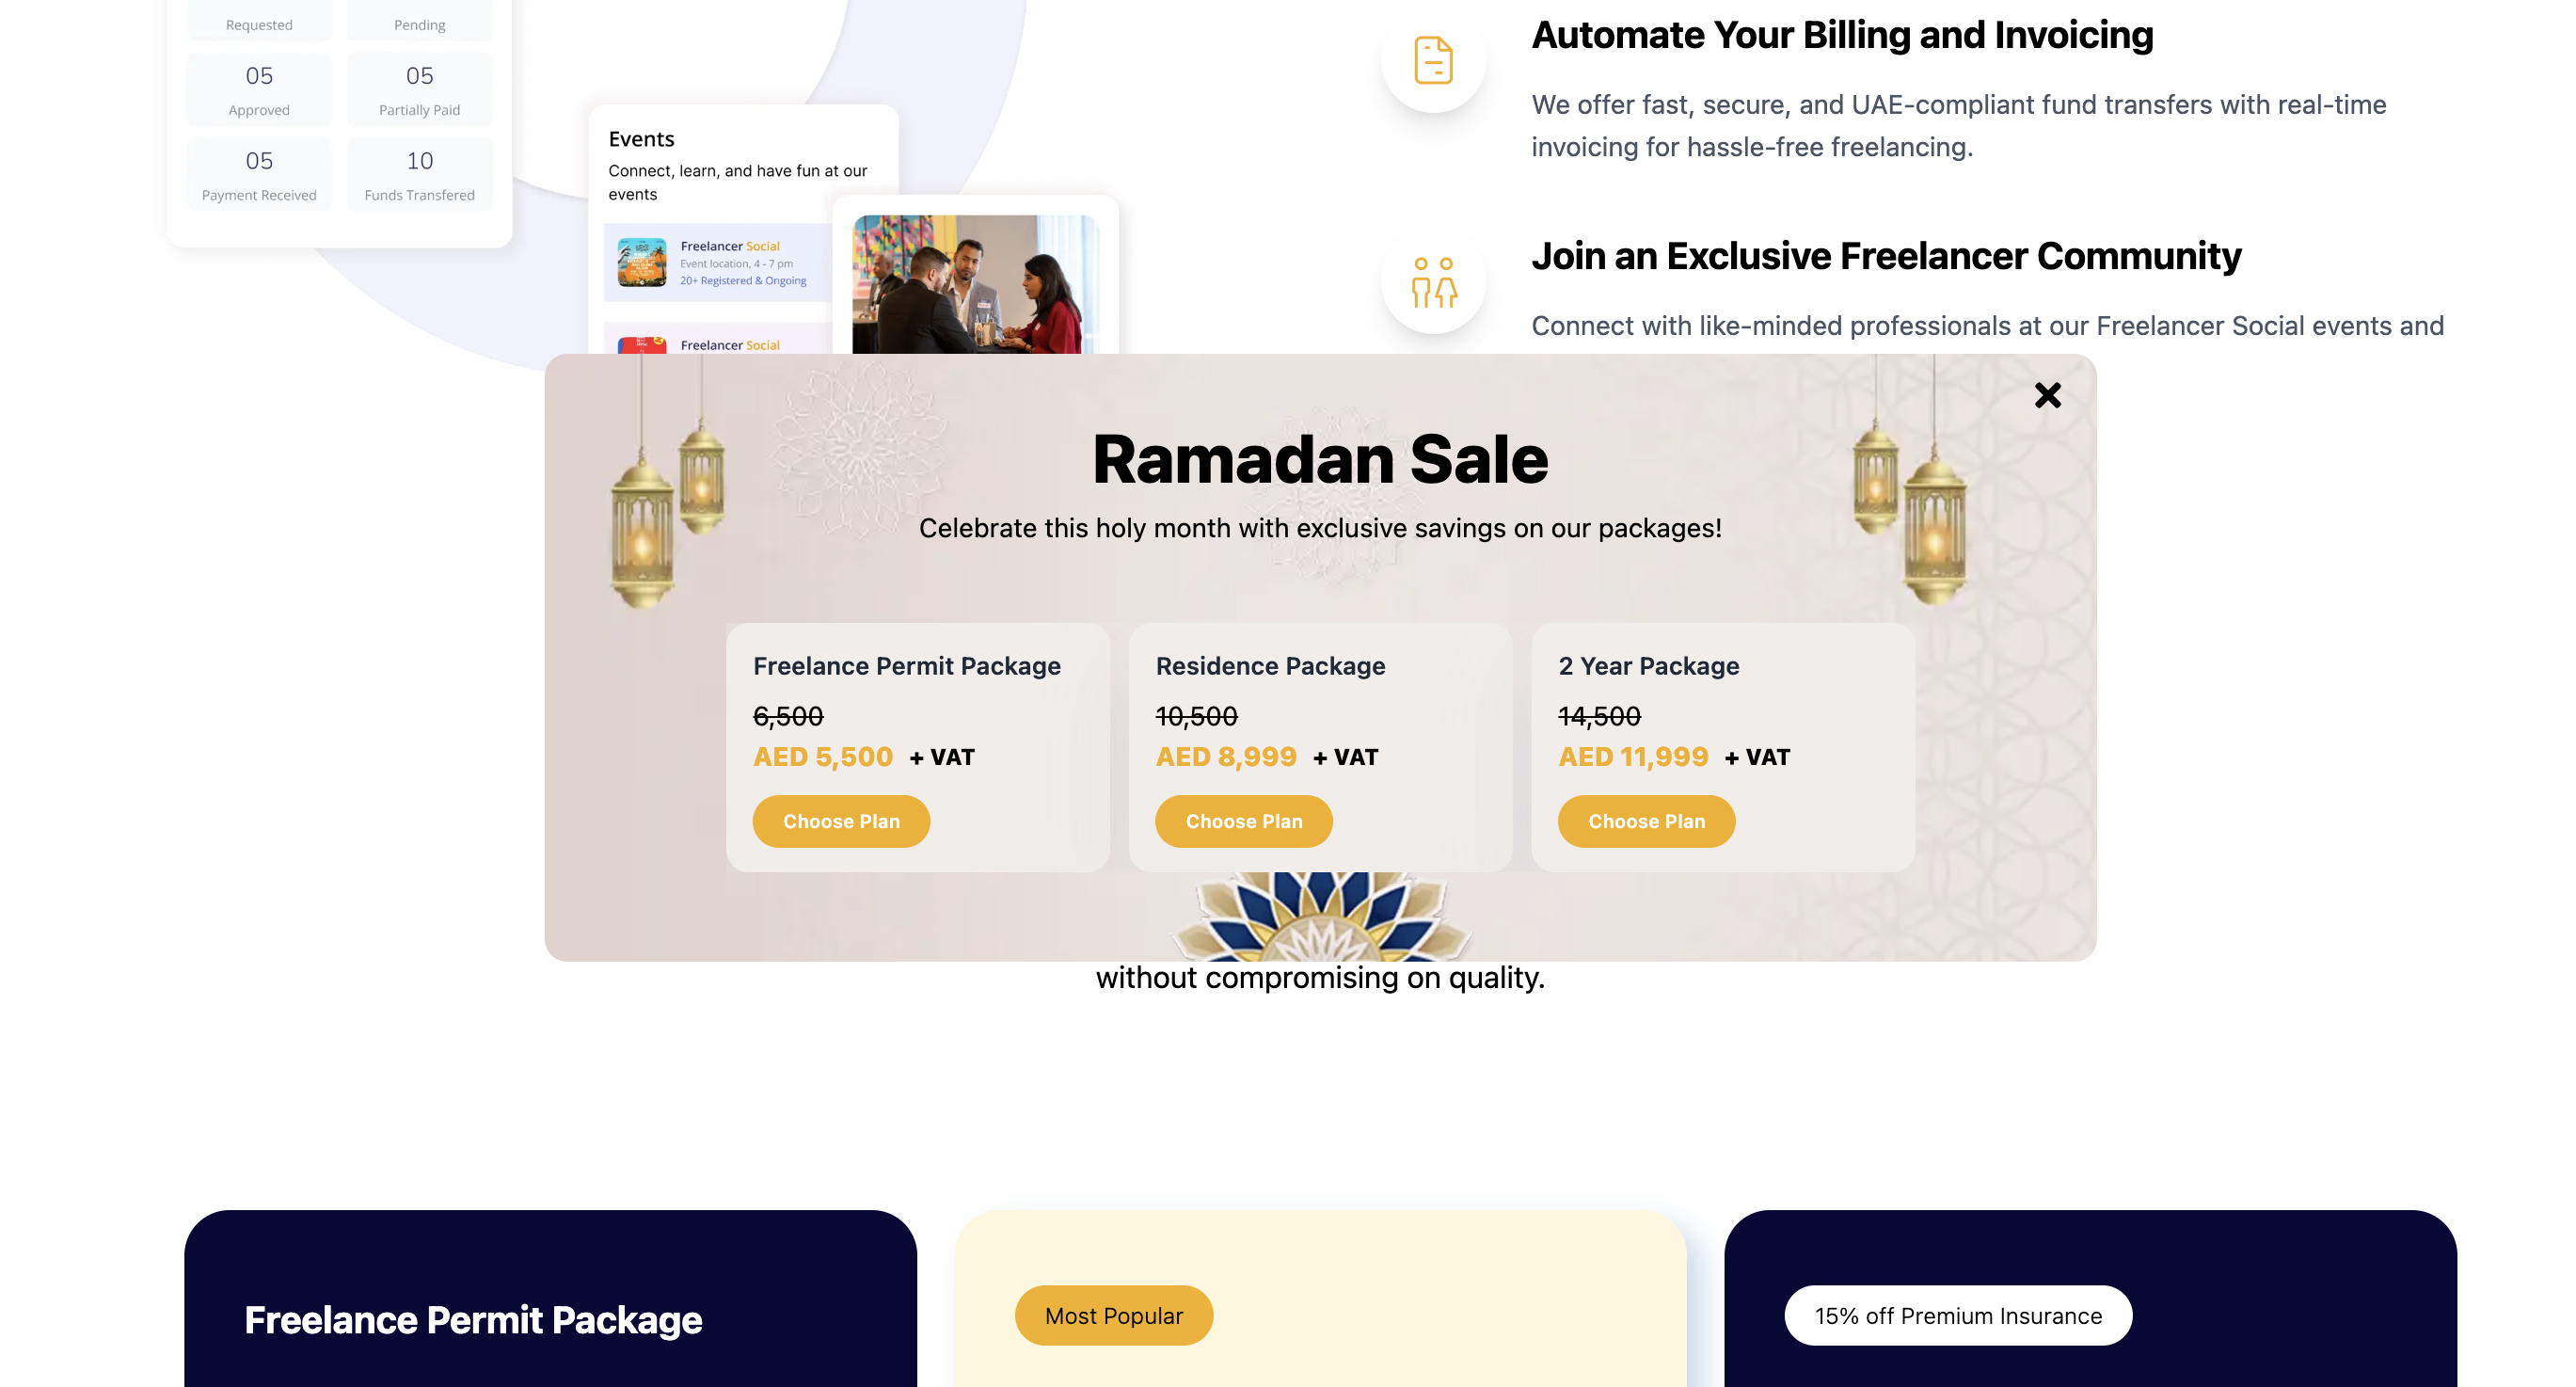 Requested
Pending
05
05
Approved
Partially Paid
05
10
Payment Received
Funds Transfered
Events
Connect, learn, and have fun at our
events
Freelancer Social
Event location, 4 - 7 pm
20+ Registered & Ongoing
Freelancer Social
Automate Your Billing and Invoicing
We offer fast, secure, and UAE-compliant fund transfers with real-time
invoicing for hassle-free freelancing.
Join an Exclusive Freelancer Community
Connect with like-minded professionals at our Freelancer Social events and
Ramadan Sale
Celebrate this holy month with exclusive savings on our packages!
Freelance Permit Package
6,500
AED 5,500 + VAT
Choose Plan
Residence Package
10,500
AED 8,999 + VAT
Choose Plan
2 Year Package
14,500
AED 11,999 + VAT
Choose Plan
without compromising on quality.
Freelance Permit Package
Most Popular
15% off Premium Insurance